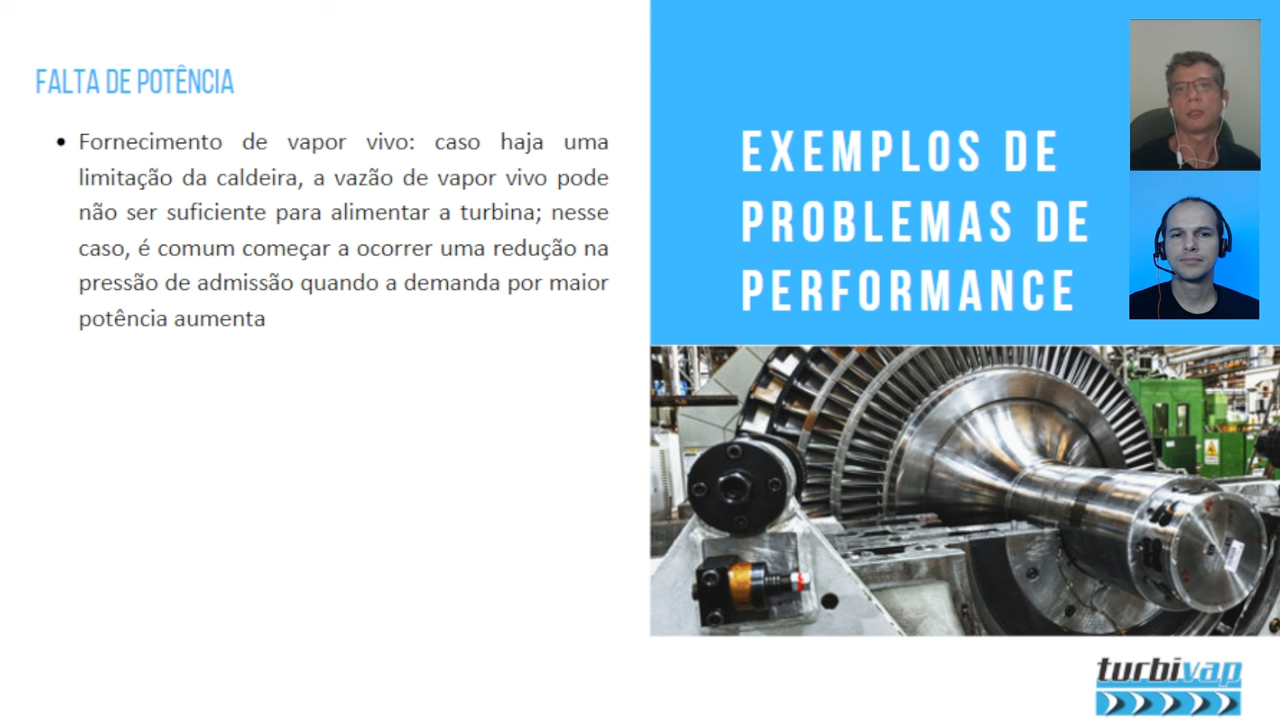 FALTA DE POTÊNCIA
• Fornecimento de vapor vivo: caso haja uma
limitação da caldeira, a vazão de vapor vivo pode
não ser suficiente para alimentar a turbina; nesse
caso, é comum começar a ocorrer uma redução na
pressão de admissão quando a demanda por maior
potência aumenta
EXEMPLOS DE
PROBLEMAS DE
PERFORMANCE
turbivap